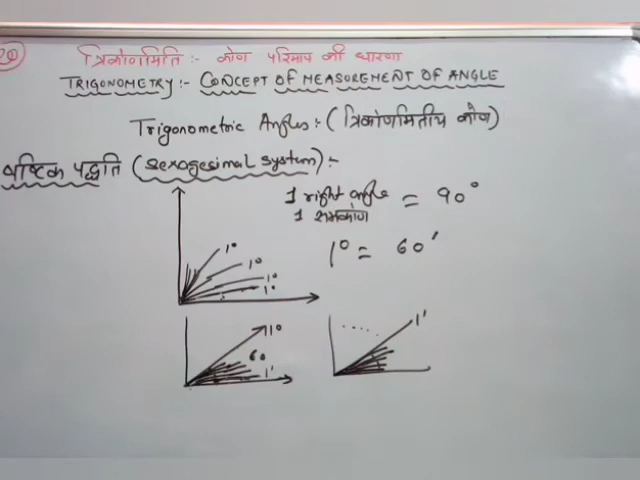 त्रिकोणमिति :- कोण परिमाप की धारणा
TRIGONOMETRY :- CONCEPT OF MEASUREMENT OF ANGLE
Trigonometric Angles :- (त्रिकोणमितीय कोण)
षष्टिक पद्धति (sexagesimal system) :-
1 right angle = 90°
1 समकोण
1° = 60'
1°
1°
1°
1°
1°
60
1'
1'